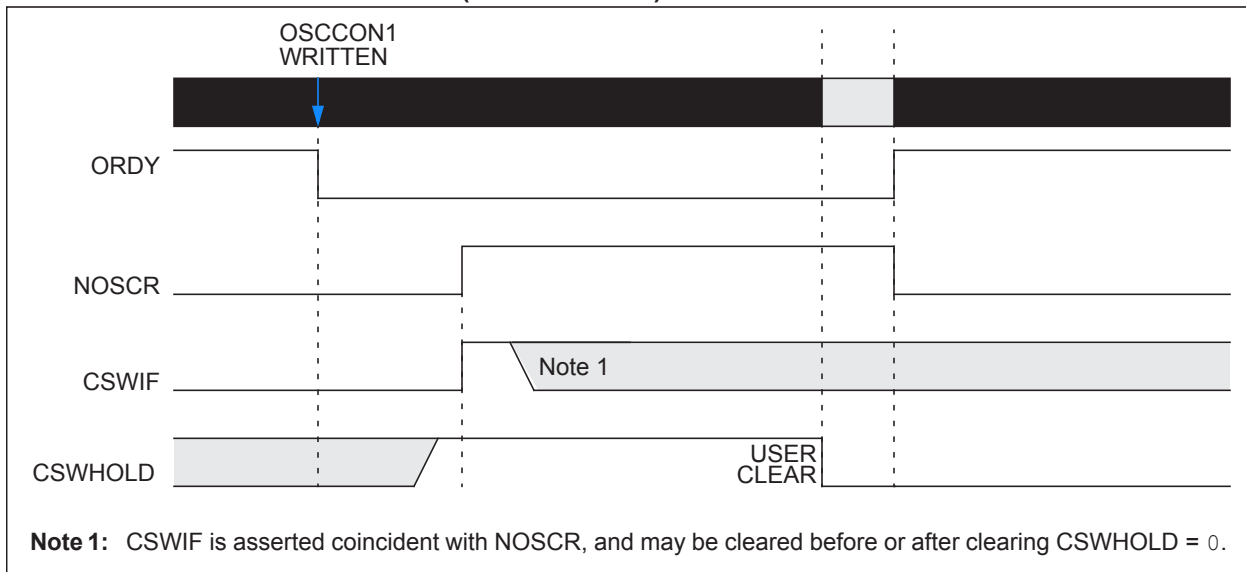 OSCCON1
WRITTEN
ORDY
NOSCR
CSWIF
Note 1
CSWHOLD
USER
CLEAR
Note 1: CSWIF is asserted coincident with NOSCR, and may be cleared before or after clearing CSWHOLD = 0.